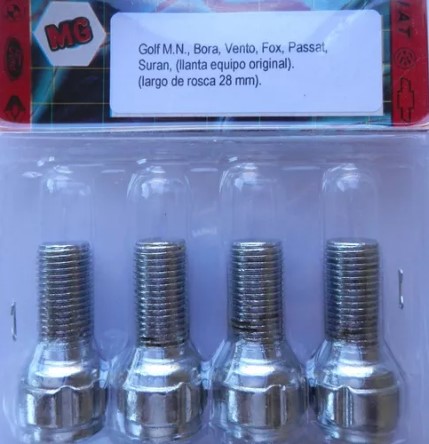 MG
Golf M.N., Bora, Vento, Fox, Passat,
Suran, (llanta equipo original).
(largo de rosca 28 mm).